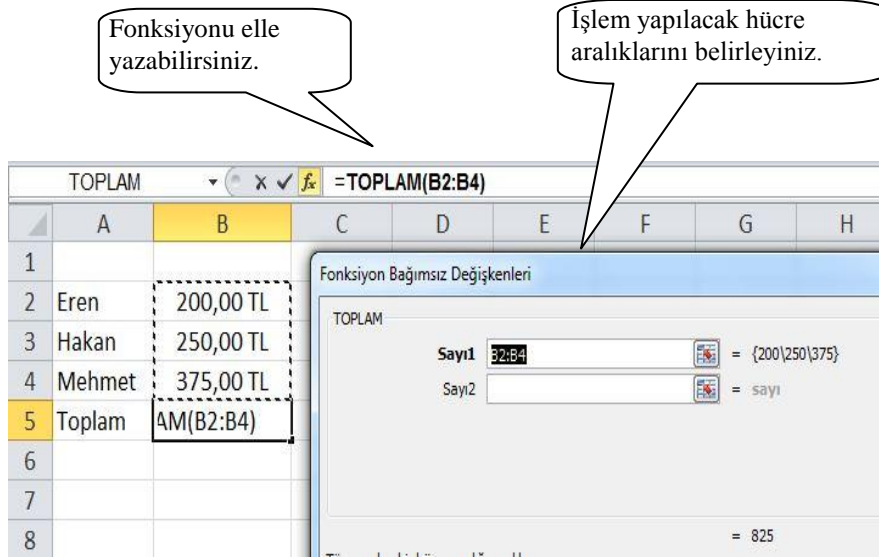 Fonksiyonu elle
yazabilirsiniz.
İşlem yapılacak hücre
aralıklarını belirleyiniz.
TOPLAM fx =TOPLAM(B2:B4)
A B C D E F G H
1
2 Eren 200,00 TL
3 Hakan 250,00 TL
4 Mehmet 375,00 TL
5 Toplam AM(B2:B4)
6
7
8
Fonksiyon Bağımsız Değişkenleri
TOPLAM
Sayı1 B2:B4 = {200\250\375}
Sayı2 = sayı
= 825